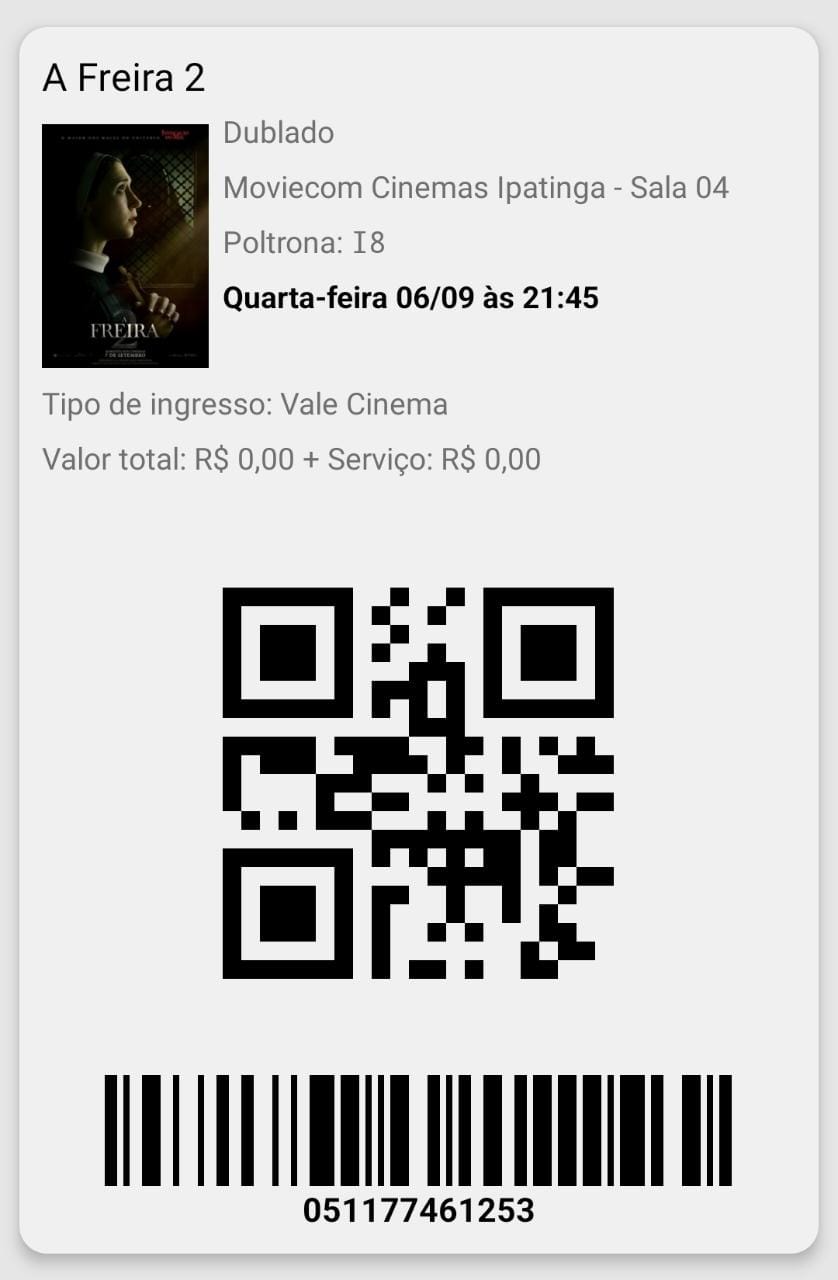 A Freira 2
Dublado
Moviecom Cinemas Ipatinga - Sala 04
Poltrona: I8
Quarta-feira 06/09 às 21:45
FREIRA
2
7 DE SETEMBRO
Tipo de ingresso: Vale Cinema
Valor total: R$ 0,00 + Serviço: R$ 0,00
051177461253